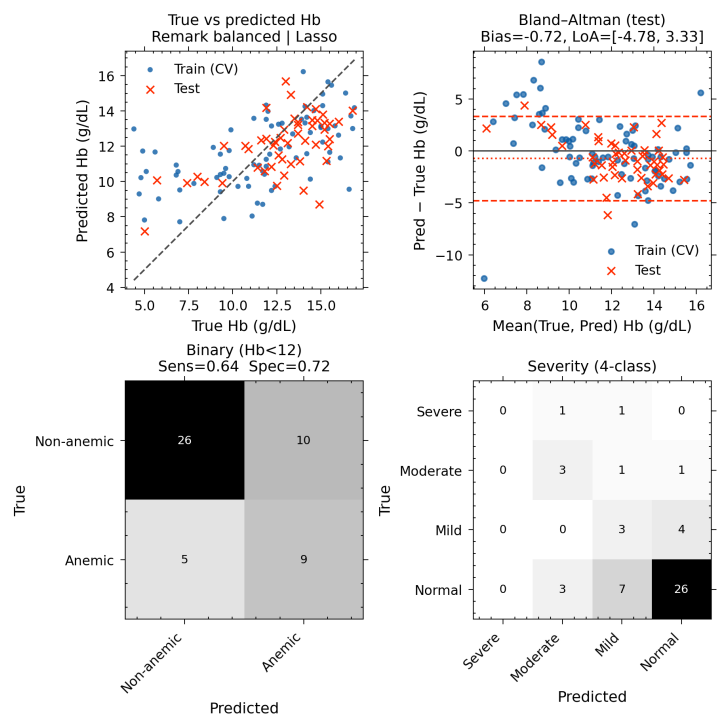 True vs predicted Hb
Remark balanced | Lasso
Predicted Hb (g/dL)
16
14
12
10
8
6
4
Train (CV)
Test
5.0 7.5 10.0 12.5 15.0
True Hb (g/dL)
Bland–Altman (test)
Bias=-0.72, LoA=[-4.78, 3.33]
Pred − True Hb (g/dL)
5
0
−5
−10
Train (CV)
Test
6 8 10 12 14 16
Mean(True, Pred) Hb (g/dL)
Binary (Hb<12)
Sens=0.64 Spec=0.72
True
Non-anemic 26 10
Anemic 5 9
Non-anemic Anemic
Predicted
Severity (4-class)
True
Severe 0 1 1 0
Moderate 0 3 1 1
Mild 0 0 3 4
Normal 0 3 7 26
Severe Moderate Mild Normal
Predicted